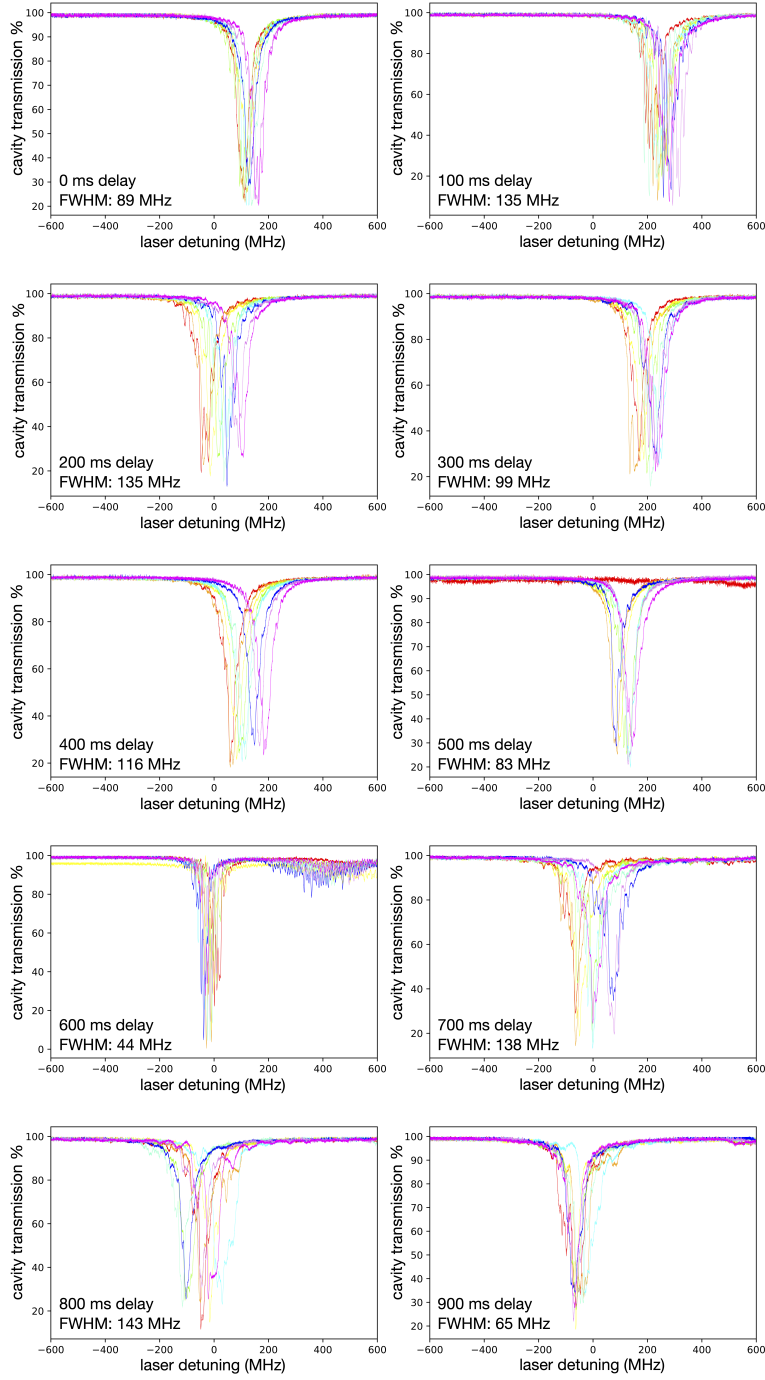 cavity transmission %
100
90
80
70
60
50
40
30
20
0 ms delay
FWHM: 89 MHz
−600 −400 −200 0 200 400 600
laser detuning (MHz)
cavity transmission %
100
80
60
40
20
100 ms delay
FWHM: 135 MHz
−600 −400 −200 0 200 400 600
laser detuning (MHz)
cavity transmission %
100
80
60
40
20
200 ms delay
FWHM: 135 MHz
−600 −400 −200 0 200 400 600
laser detuning (MHz)
cavity transmission %
100
80
60
40
20
300 ms delay
FWHM: 99 MHz
−600 −400 −200 0 200 400 600
laser detuning (MHz)
cavity transmission %
100
80
60
40
20
400 ms delay
FWHM: 116 MHz
−600 −400 −200 0 200 400 600
laser detuning (MHz)
cavity transmission %
100
90
80
70
60
50
40
30
20
500 ms delay
FWHM: 83 MHz
−600 −400 −200 0 200 400 600
laser detuning (MHz)
cavity transmission %
100
80
60
40
20
0
600 ms delay
FWHM: 44 MHz
−600 −400 −200 0 200 400 600
laser detuning (MHz)
cavity transmission %
100
80
60
40
20
700 ms delay
FWHM: 138 MHz
−600 −400 −200 0 200 400 600
laser detuning (MHz)
cavity transmission %
100
80
60
40
20
800 ms delay
FWHM: 143 MHz
−600 −400 −200 0 200 400 600
laser detuning (MHz)
cavity transmission %
100
90
80
70
60
50
40
30
20
900 ms delay
FWHM: 65 MHz
−600 −400 −200 0 200 400 600
laser detuning (MHz)